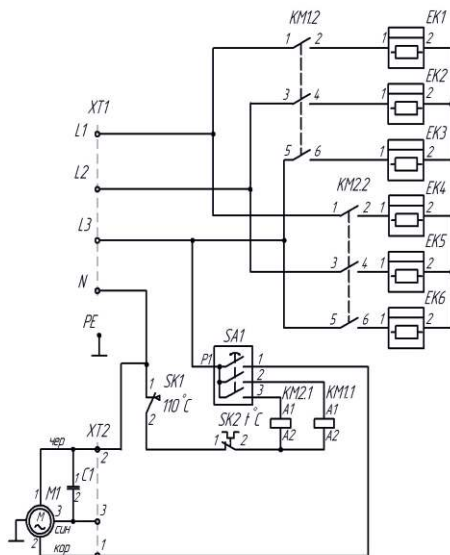 KM1.2
EK1
1 2
1 2
EK2
3 4
1 2
XT1
L1
EK3
5 6
1 2
L2
KM2.2
EK4
1 2
1 2
L3
EK5
3 4
1 2
N
EK6
5 6
1 2
PE
SA1
P1
1
2
3
SK1
110°C
1
2
KM2.1
KM1.1
A1
A2
A1
A2
SK2 t°C
1 2
XT2
чер
2
C1
1
2
M1
1
M
~
3
син
3
2
кор
1